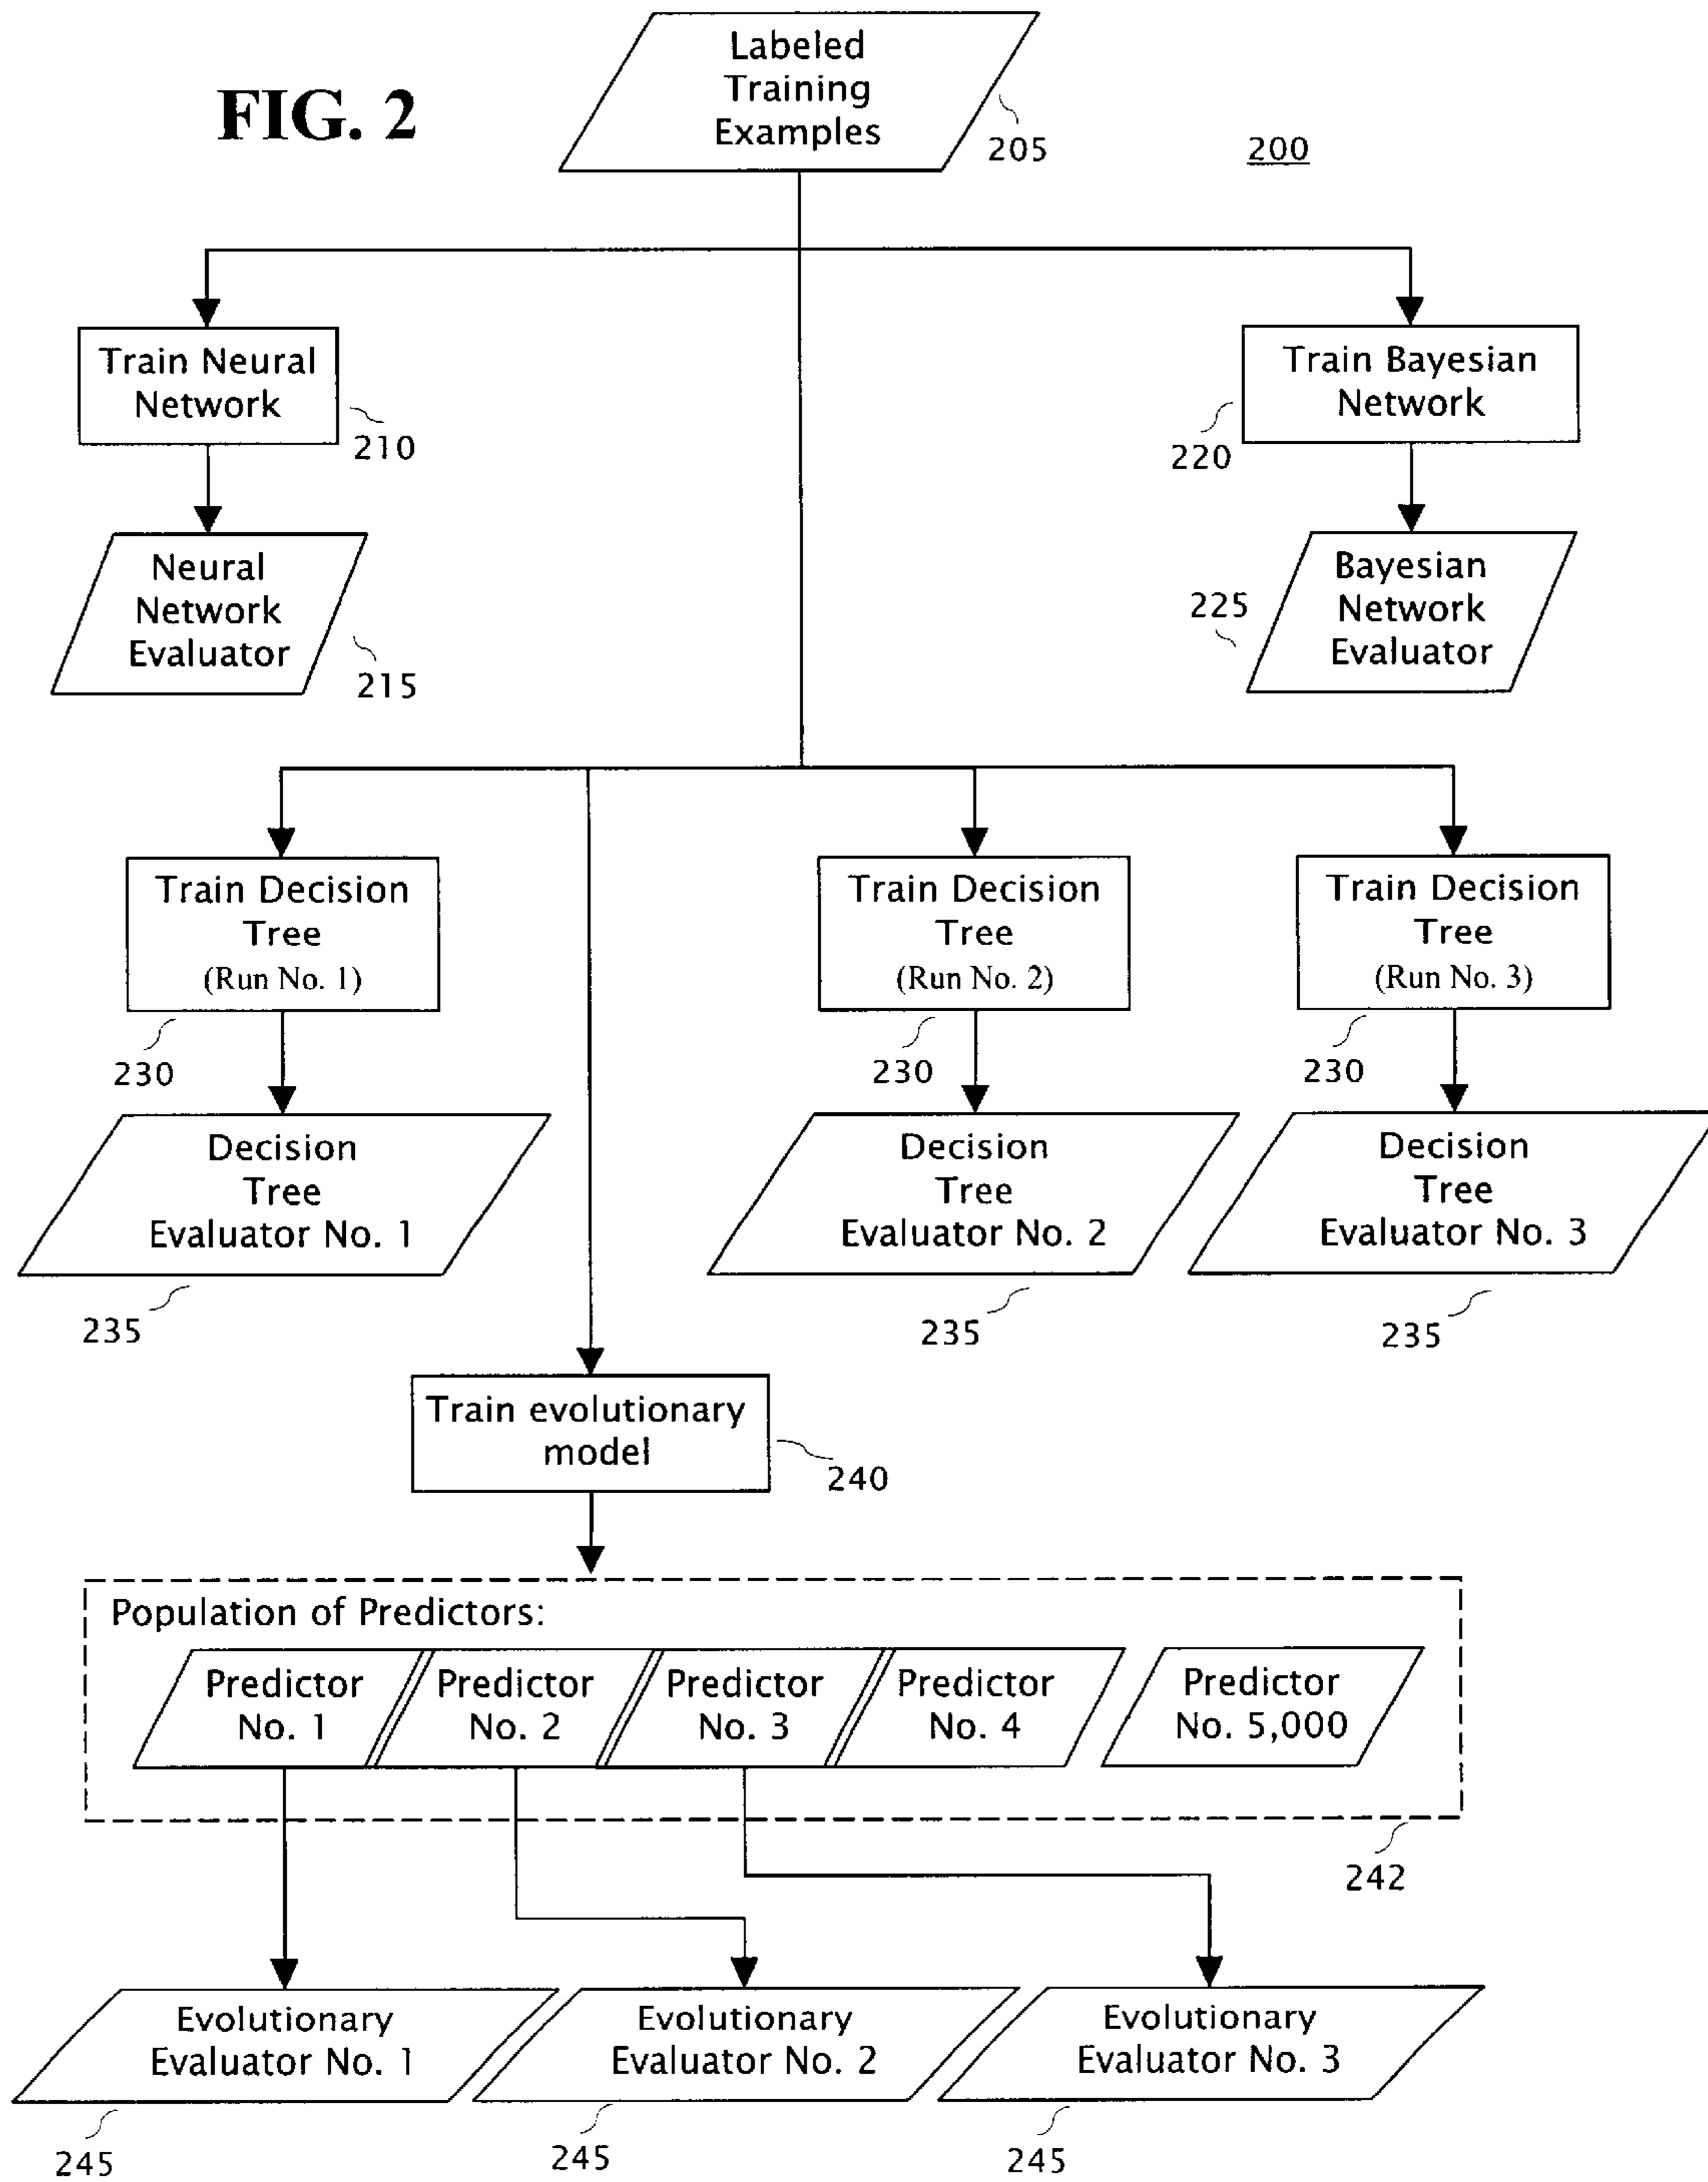 FIG. 2
Labeled
Training
Examples
205
200
Train Neural
Network
210
Train Bayesian
Network
220
Neural
Network
Evaluator
215
Bayesian
Network
Evaluator
225
Train Decision
Tree
(Run No. 1)
230
Train Decision
Tree
(Run No. 2)
230
Train Decision
Tree
(Run No. 3)
230
Decision
Tree
Evaluator No. 1
235
Decision
Tree
Evaluator No. 2
235
Decision
Tree
Evaluator No. 3
235
Train evolutionary
model
240
Population of Predictors:
Predictor
No. 1
Predictor
No. 2
Predictor
No. 3
Predictor
No. 4
Predictor
No. 5,000
242
Evolutionary
Evaluator No. 1
245
Evolutionary
Evaluator No. 2
245
Evolutionary
Evaluator No. 3
245